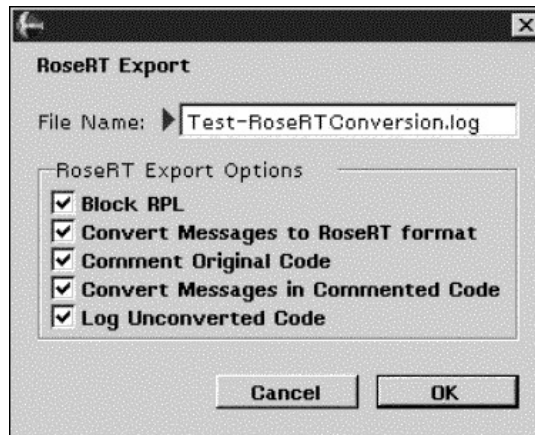 RoseRT Export
File Name: Test-RoseRTConversion.log
RoseRT Export Options
Block RPL
Convert Messages to RoseRT format
Comment Original Code
Convert Messages in Commented Code
Log Unconverted Code
Cancel OK